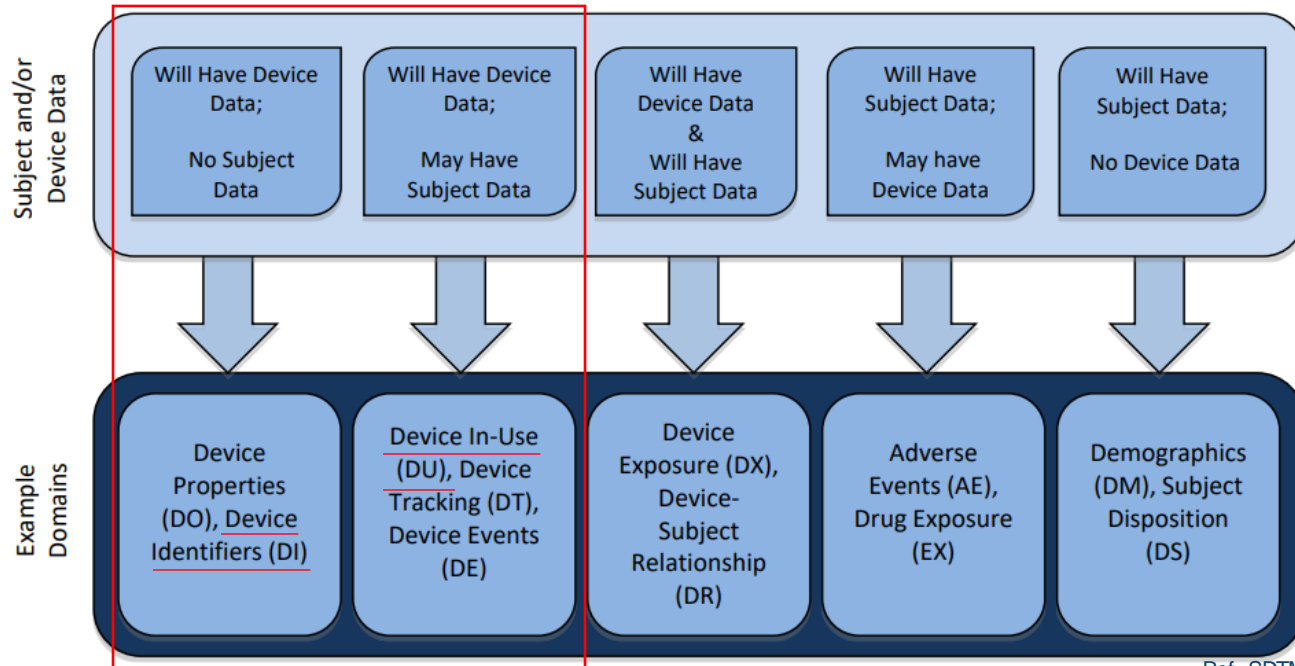 Subject and/or
Device Data
Will Have Device
Data;
No Subject
Data
Will Have Device
Data;
May Have
Subject Data
Will Have
Device Data
&
Will Have
Subject Data
Will Have
Subject Data;
May have
Device Data
Will Have
Subject Data;
No Device Data
Example
Domains
Device
Properties
(DO), Device
Identifiers (DI)
Device In-Use
(DU), Device
Tracking (DT),
Device Events
(DE)
Device
Exposure (DX),
Device-
Subject
Relationship
(DR)
Adverse
Events (AE),
Drug Exposure
(EX)
Demographics
(DM), Subject
Disposition
(DS)